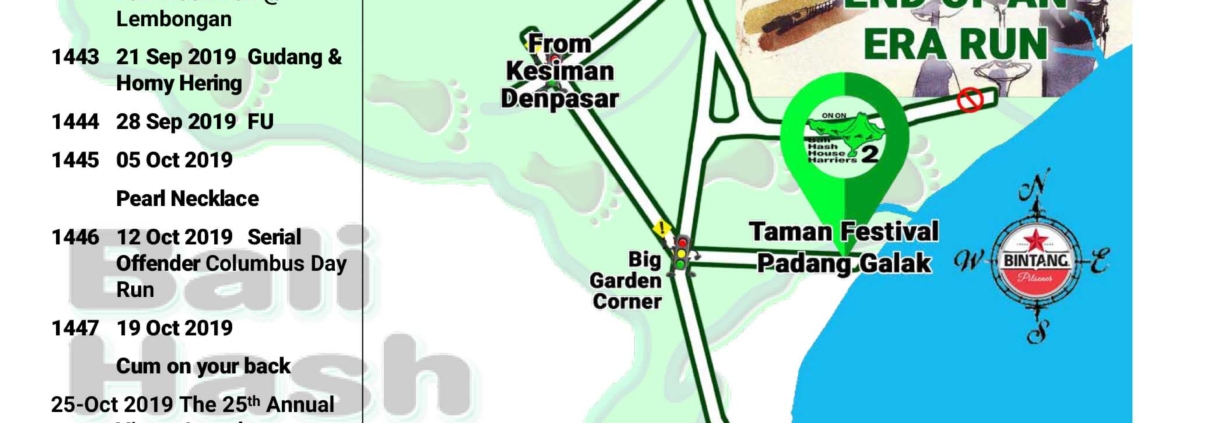 Lembongan
1443 21 Sep 2019 Gudang &
Horny Hering
1444 28 Sep 2019 FU
1445 05 Oct 2019
Pearl Necklace
1446 12 Oct 2019 Serial
Offender Columbus Day
Run
1447 19 Oct 2019
Cum on your back
25-Oct 2019 The 25th Annual
Bali
Hash
END OF AN
ERA RUN
From
Kesiman
Denpasar
ON ON
Bali
Hash
House
Harriers 2
Taman Festival
Padang Galak
Big
Garden
Corner
N
W
E
S
BINTANG
Pilsener